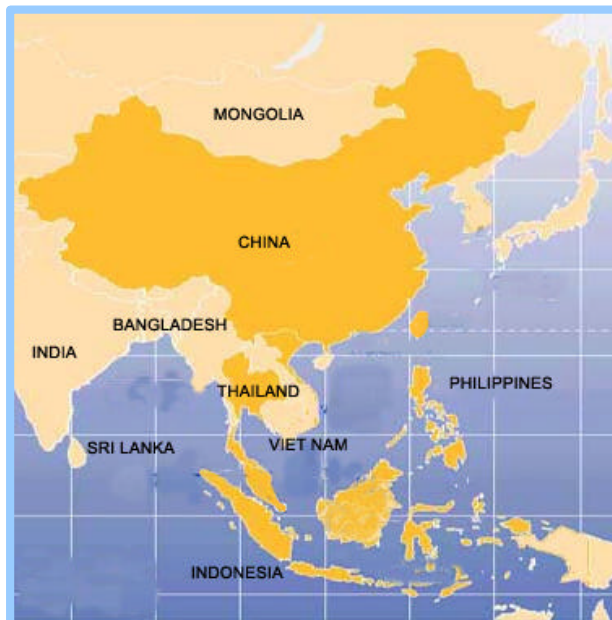 MONGOLIA
CHINA
BANGLADESH
INDIA
THAILAND
PHILIPPINES
VIET NAM
SRI LANKA
INDONESIA